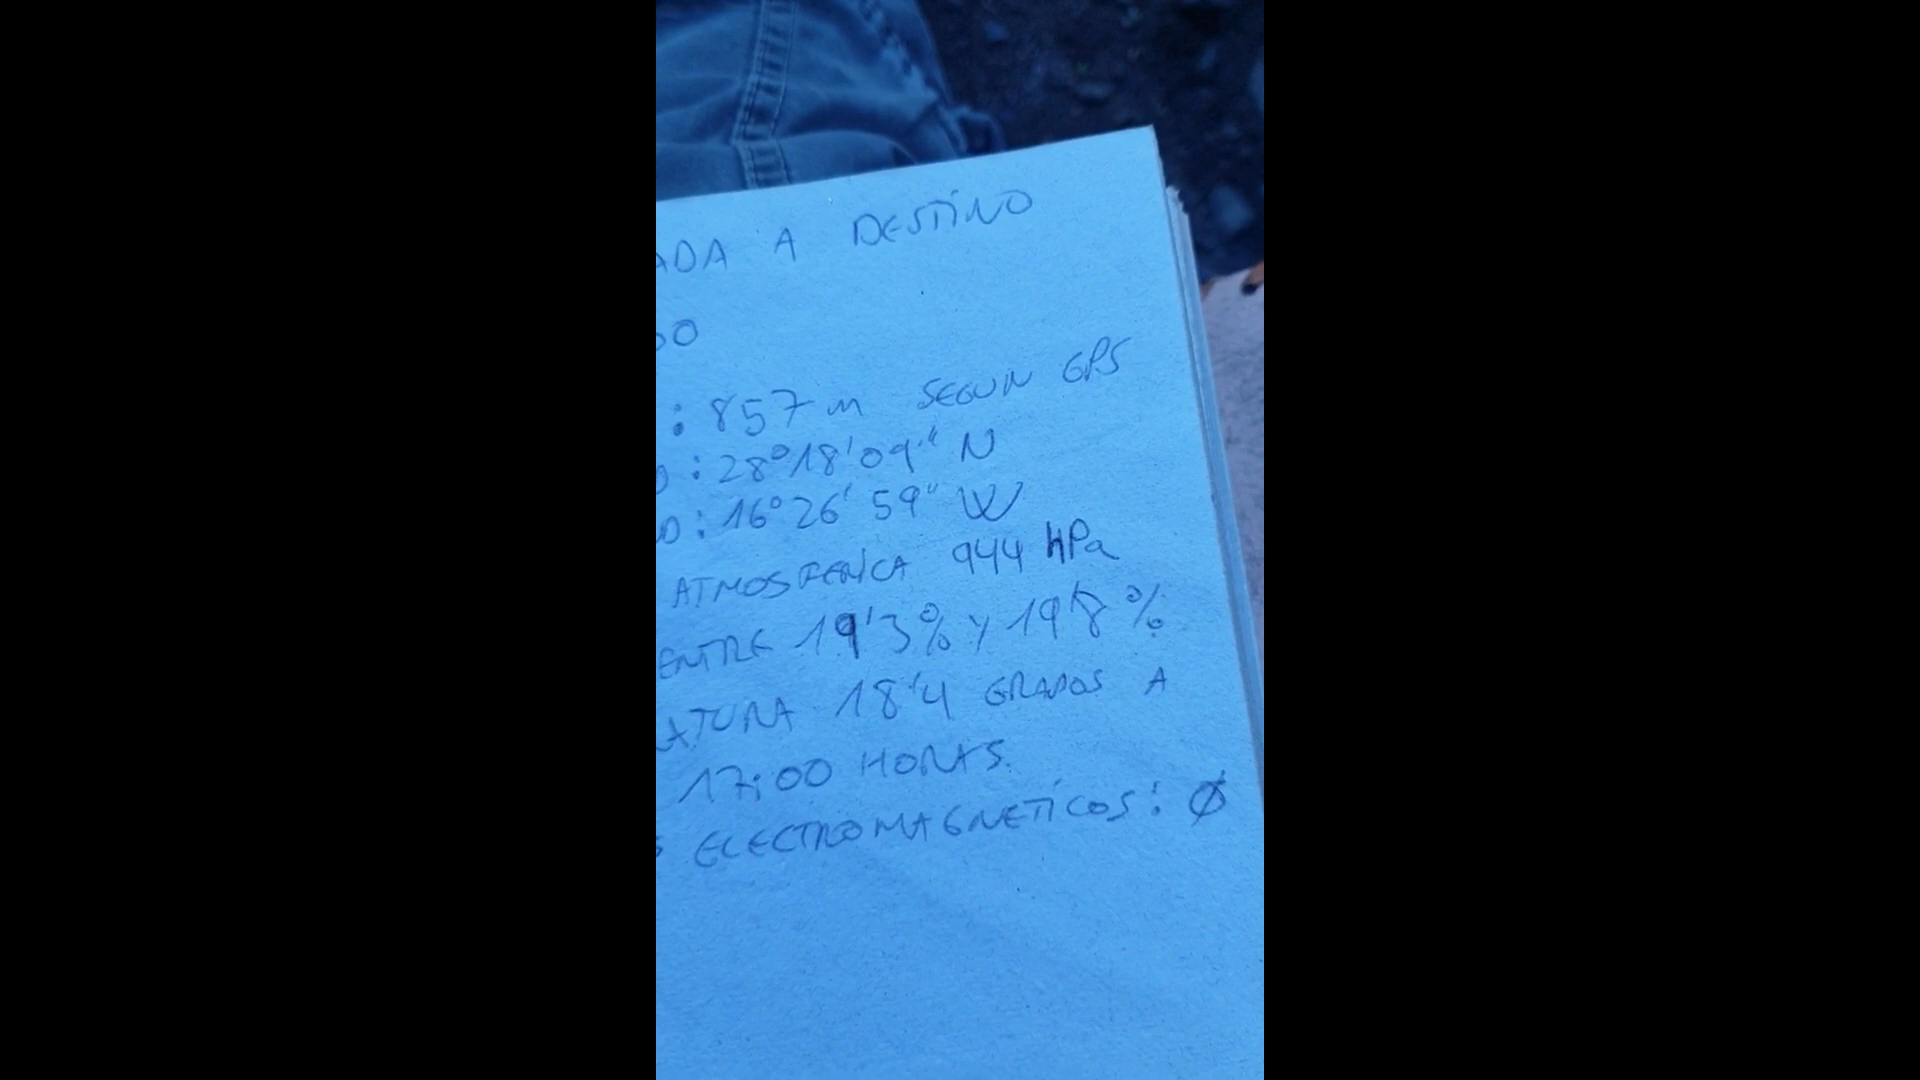 ADA A DESTINO
DO
: 857 m SEGUN GPS
D : 28° 18' 09" N
D : 16° 26' 59" W
ATMOSFERICA 944 hPa
ENTRE 19'3% Y 19'8%
ATURA 18'4 GRADOS A
17:00 HORAS.
S ELECTROMAGNETICOS: Ø